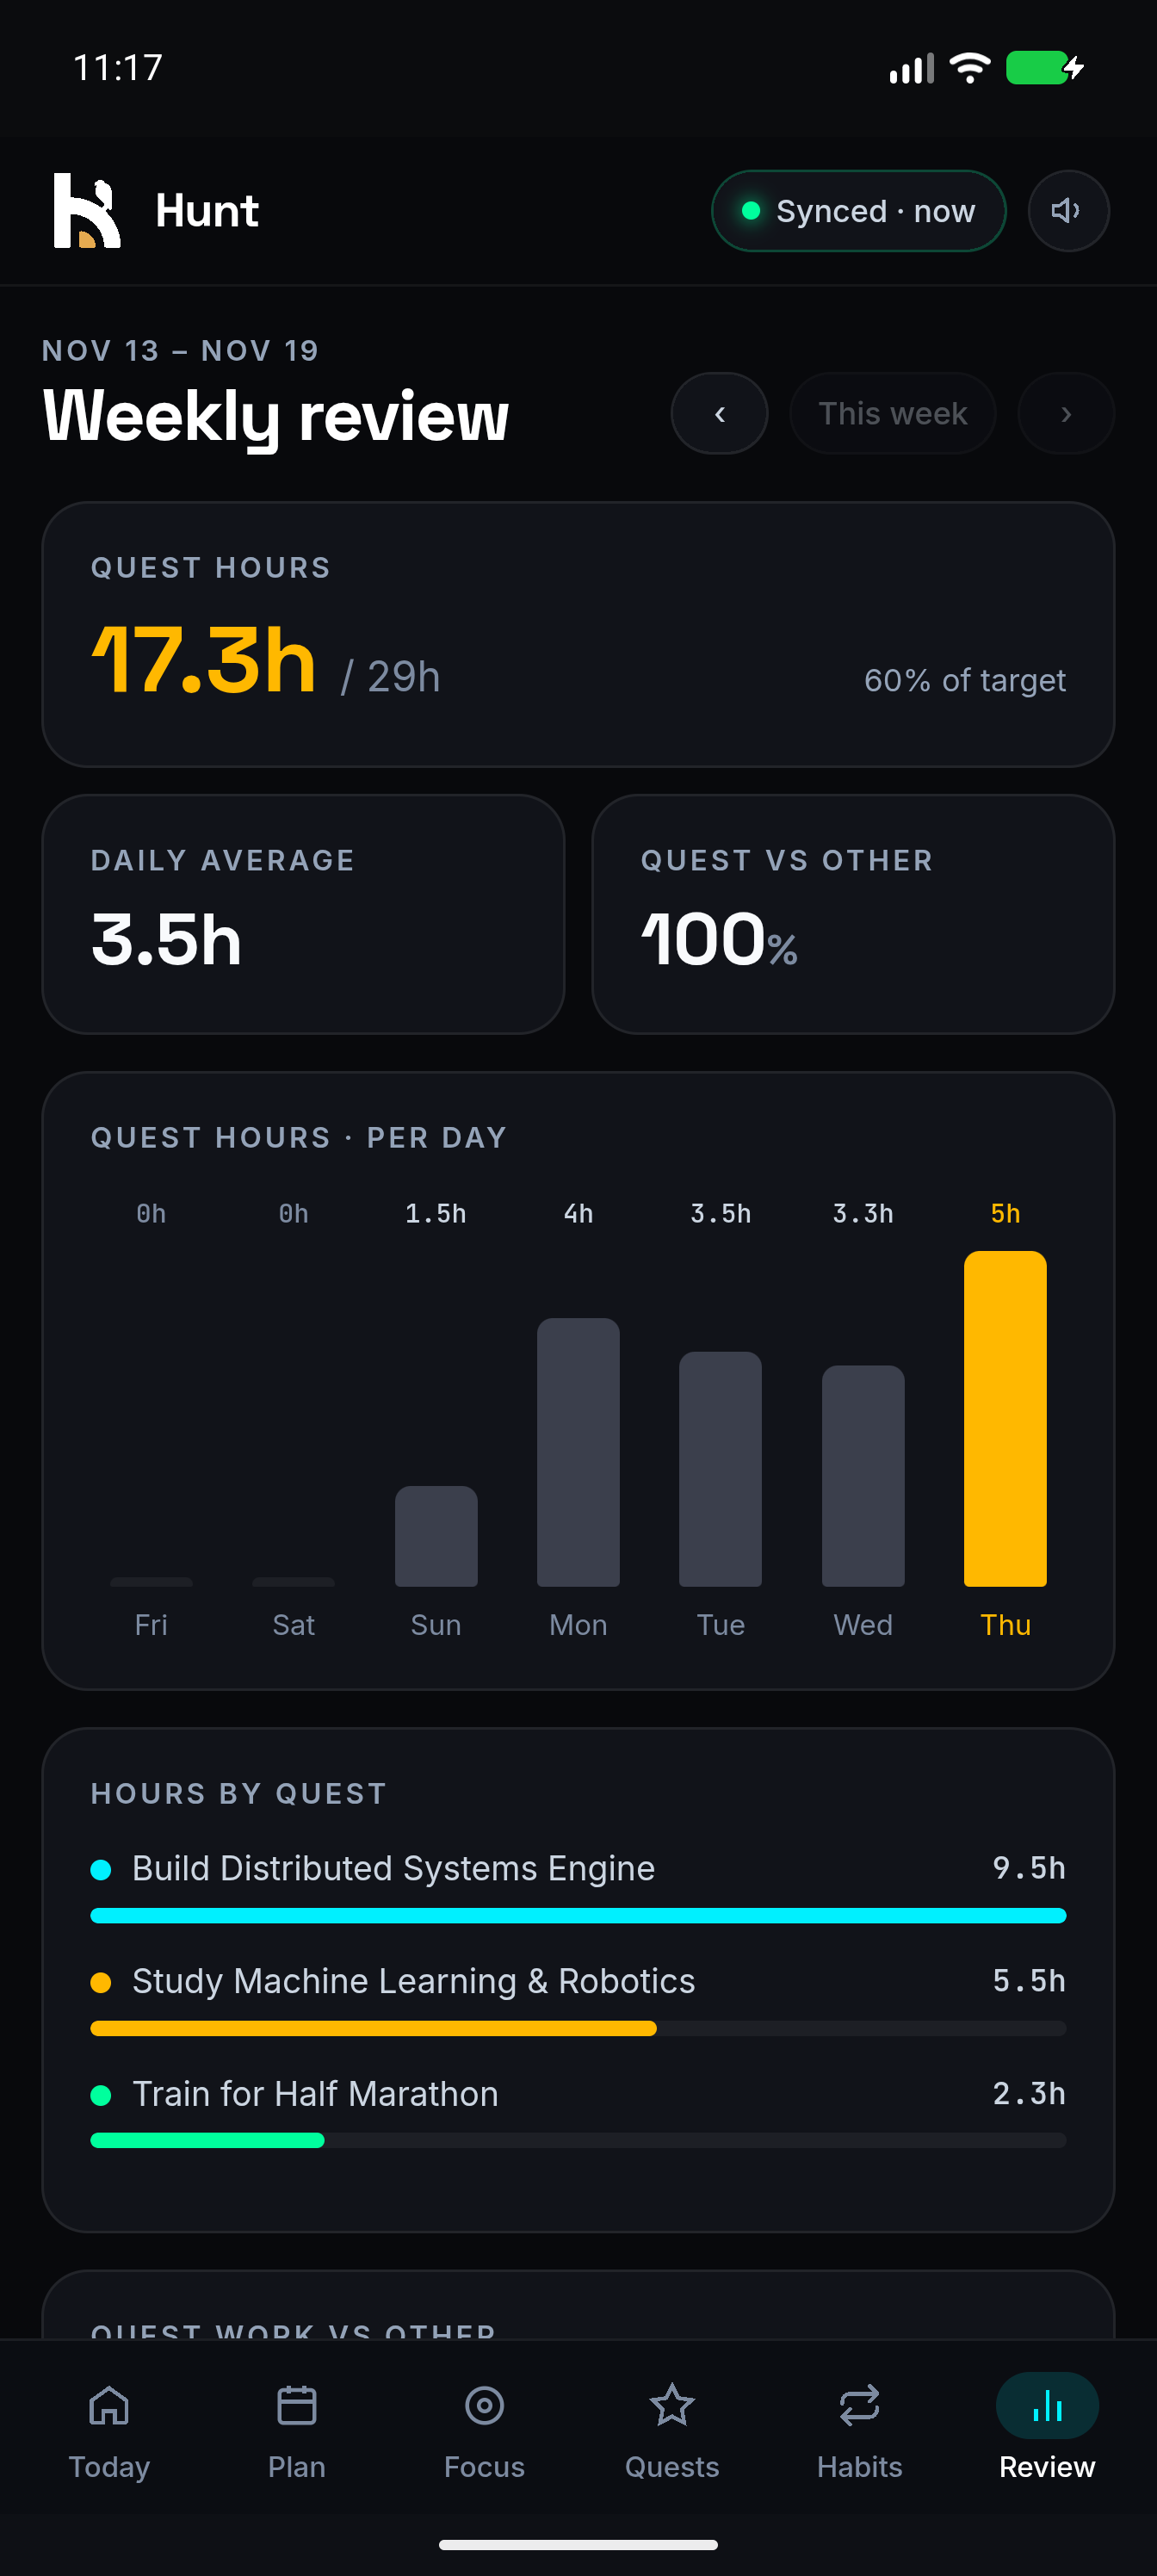 11:17
Hunt
Synced · now
NOV 13 – NOV 19
Weekly review
‹ This week ›
QUEST HOURS
17.3h / 29h
60% of target
DAILY AVERAGE
3.5h
QUEST VS OTHER
100%
QUEST HOURS · PER DAY
0h 0h 1.5h 4h 3.5h 3.3h 5h
Fri Sat Sun Mon Tue Wed Thu
HOURS BY QUEST
Build Distributed Systems Engine 9.5h
Study Machine Learning & Robotics 5.5h
Train for Half Marathon 2.3h
QUEST WORK VS OTHER
Today Plan Focus Quests Habits Review